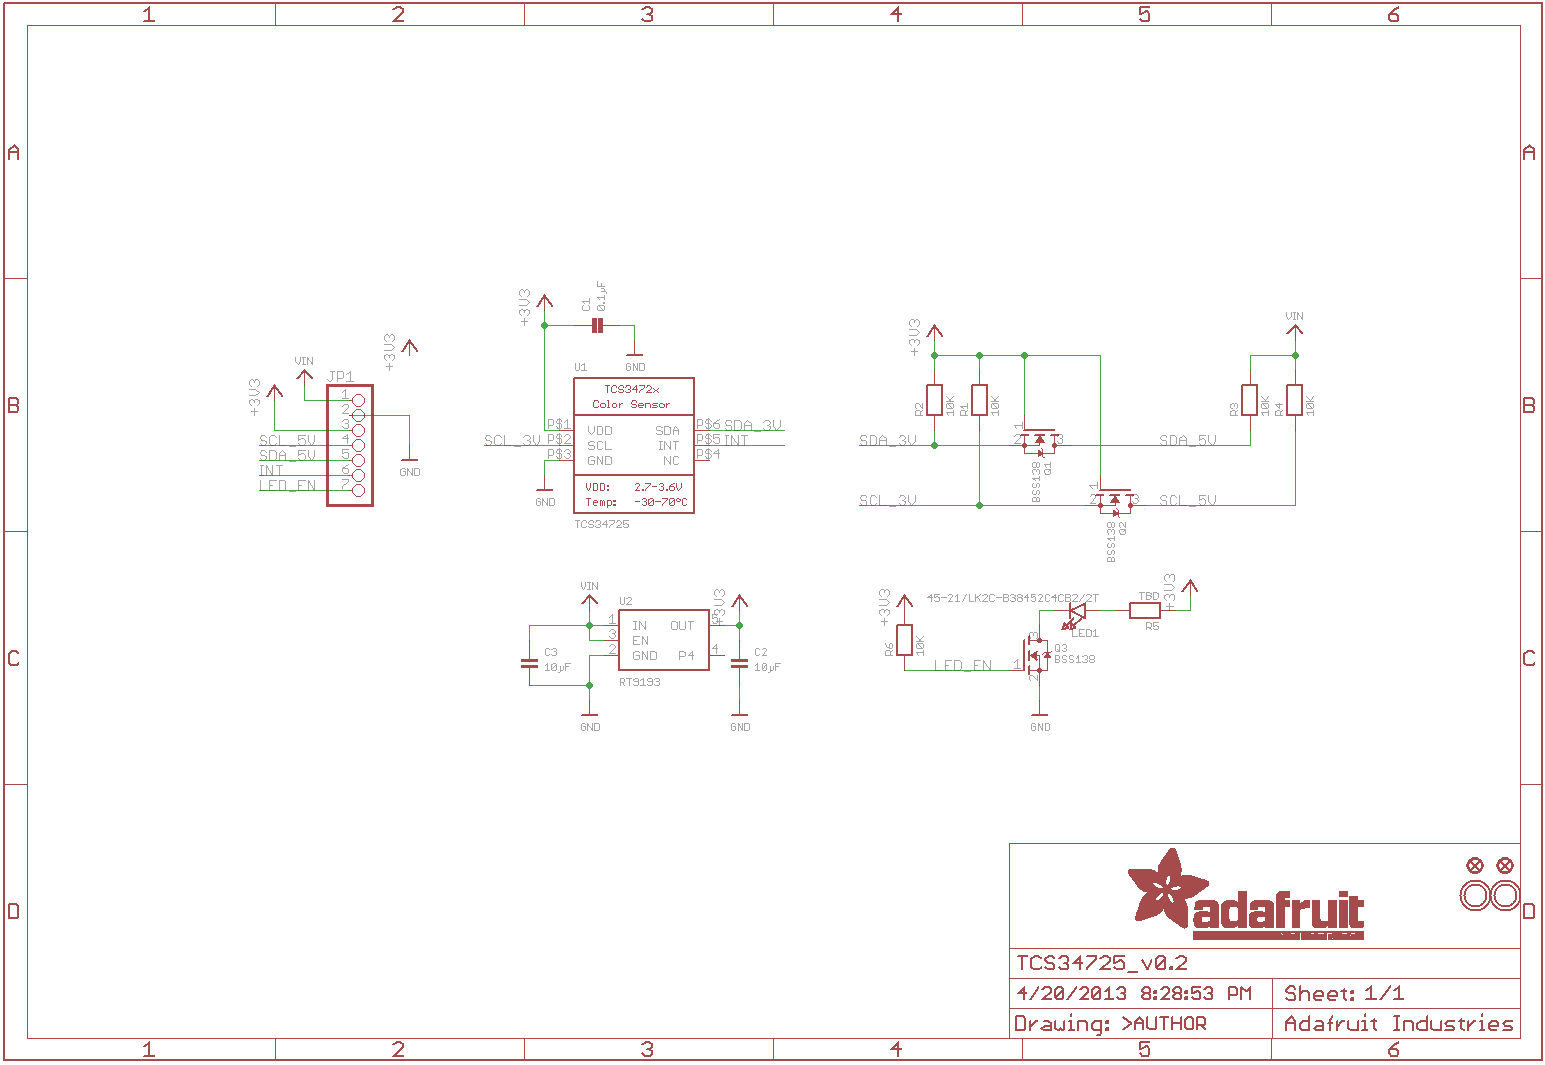 1 2 3 4 5 6
A A
B B
C C
D D
+3V3
VIN
+3V3
JP1
1
2
3
SCL_5V 4
SDA_5V 5
INT 6
LED_EN 7
GND
+3V3
C1
0.1µF
GND
U1
TCS3472x
Color Sensor
P$1 VDD SDA P$6 SDA_3V
SCL_3V P$2 SCL INT P$5 INT
P$3 GND NC P$4
VDD: 2.7-3.6V
Temp: -30-70°C
GND
TCS34725
+3V3
VIN
R2 10K
R1 10K
R3 10K
R4 10K
SDA_3V 2 1 3 SDA_5V
BSS138
Q1
SCL_3V 2 1 3 SCL_5V
BSS138
Q2
VIN
U2
+3V3
1 IN OUT 5
3 EN
2 GND P4 4
C3
10µF
C2
10µF
RT9193
GND
GND
+3V3
45-21/LK2C-B38452C4CB2/2T
TBD
+3V3
R5
LED1
R6 10K
LED_EN 1
3
2
Q3
BSS138
GND
adafruit
TCS34725_v0.2
4/20/2013 8:28:53 PM
Sheet: 1/1
Drawing: >AUTHOR
Adafruit Industries
1 2 3 4 5 6